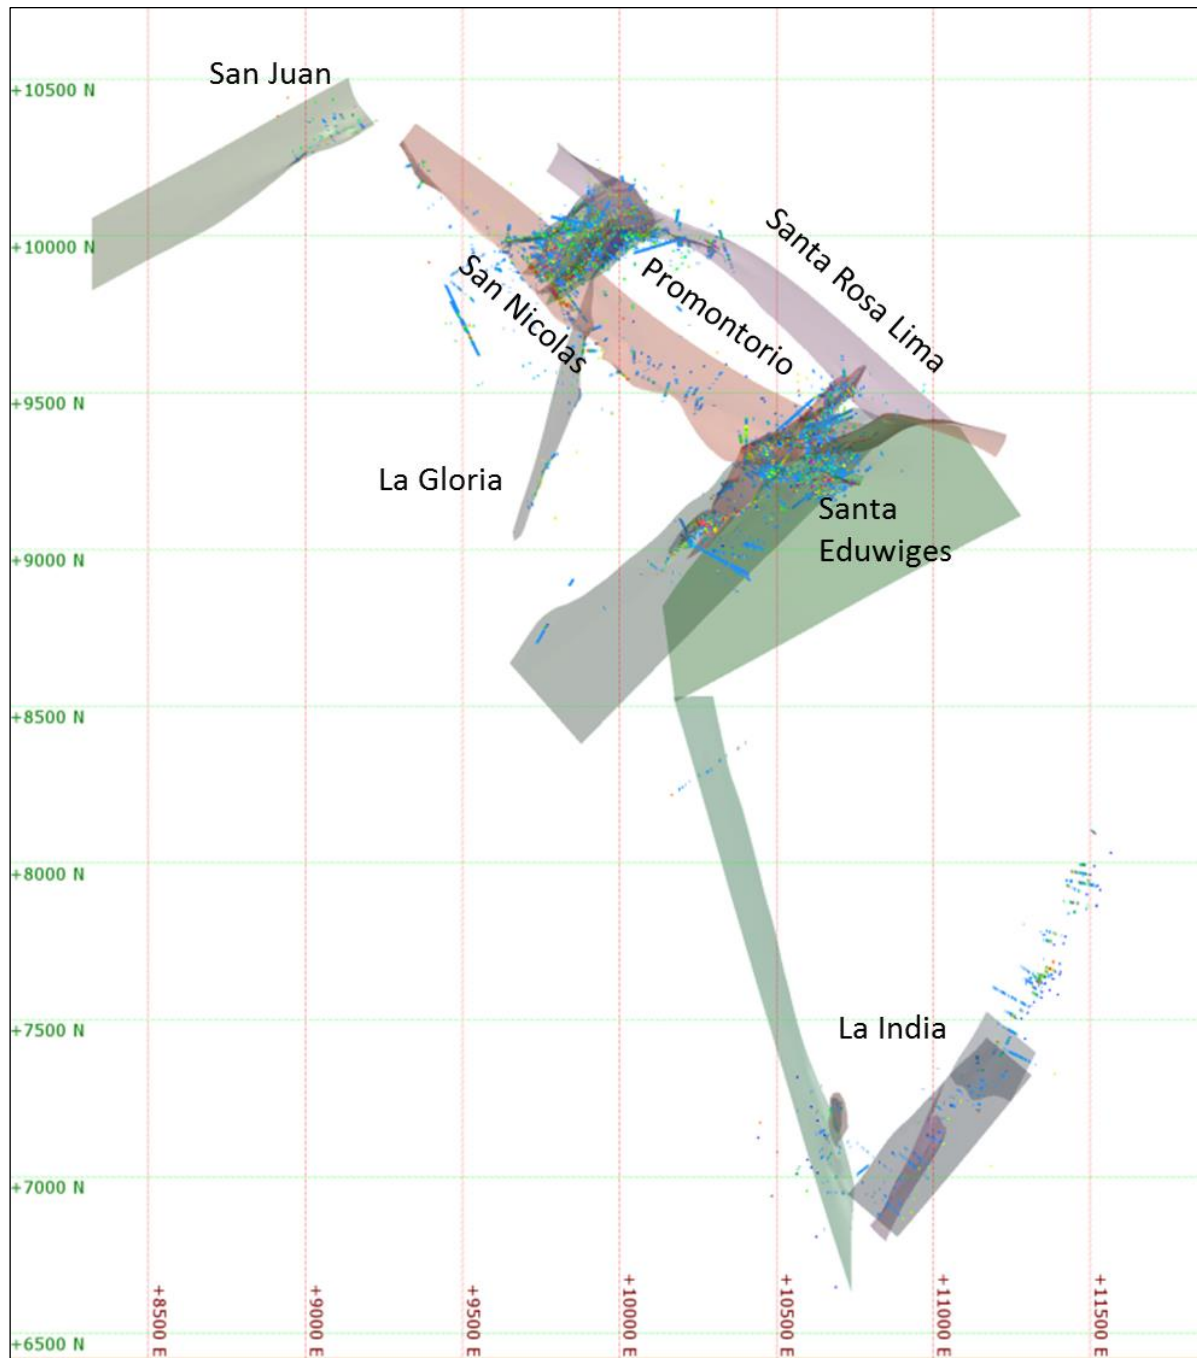 San Juan
+10500 N
Santa Rosa Lima
+10000 N
Promontorio
San Nicolas
+9500 N
La Gloria
Santa
Eduwiges
+9000 N
+8500 N
+8000 N
+7500 N
La India
+7000 N
+6500 N
+8500 E
+9000 E
+9500 E
+10000 E
+10500 E
+11000 E
+11500 E